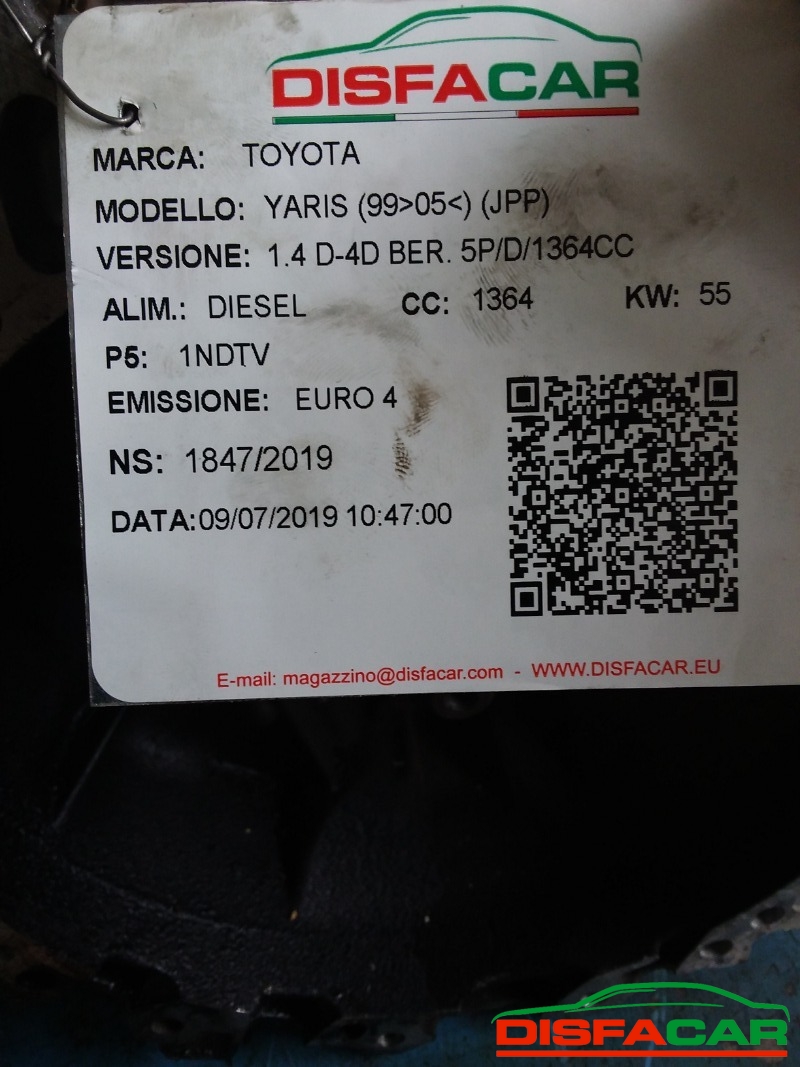 DISFACAR
MARCA: TOYOTA
MODELLO: YARIS (99>05<) (JPP)
VERSIONE: 1.4 D-4D BER. 5P/D/1364CC
ALIM.: DIESEL CC: 1364 KW: 55
P5: 1NDTV
EMISSIONE: EURO 4
NS: 1847/2019
DATA:09/07/2019 10:47:00
E-mail: magazzino@disfacar.com - WWW.DISFACAR.EU
DISFACAR